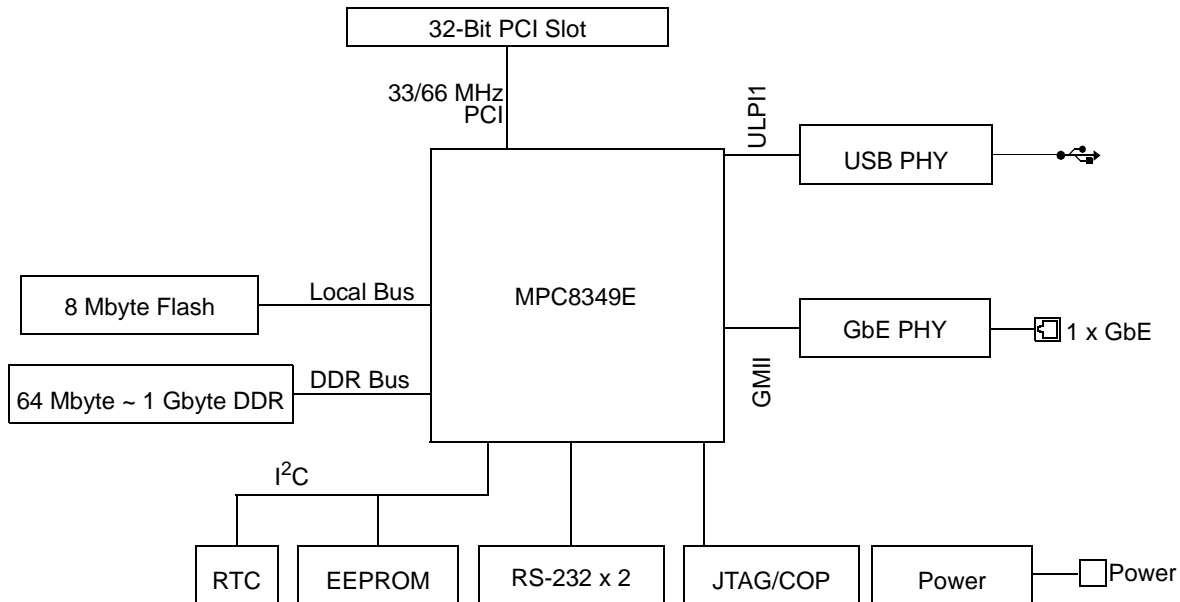 32-Bit PCI Slot
33/66 MHz
PCI
ULPI1
USB PHY
MPC8349E
8 Mbyte Flash
Local Bus
GbE PHY
1 x GbE
GMII
64 Mbyte ~ 1 Gbyte DDR
DDR Bus
I²C
RTC
EEPROM
RS-232 x 2
JTAG/COP
Power
Power